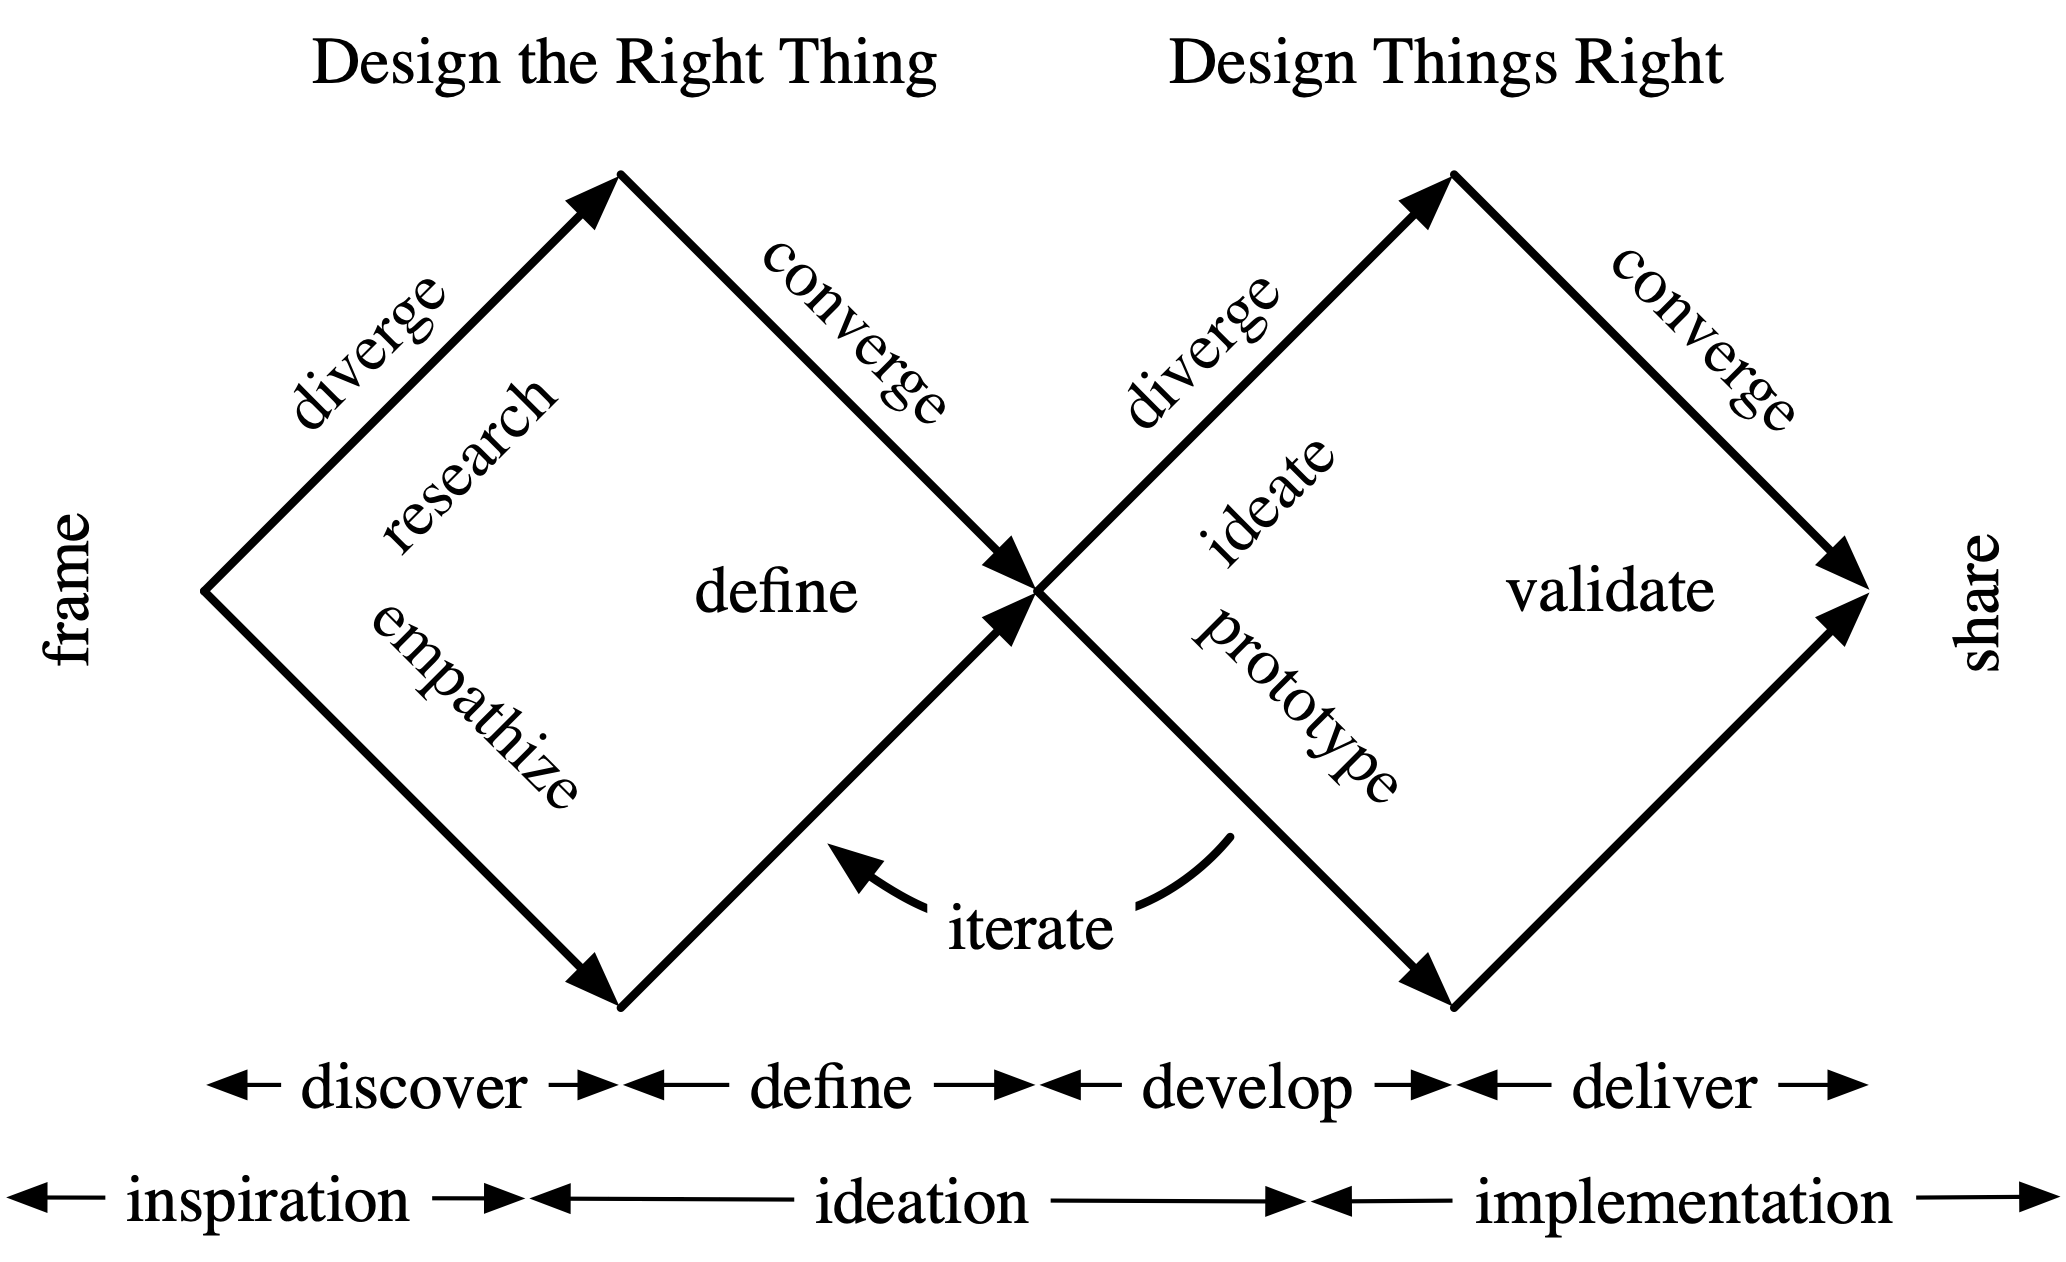 Design the Right Thing
Design Things Right
frame
diverge
research
empathize
converge
define
diverge
ideate
prototype
converge
validate
share
iterate
discover
define
develop
deliver
inspiration
ideation
implementation